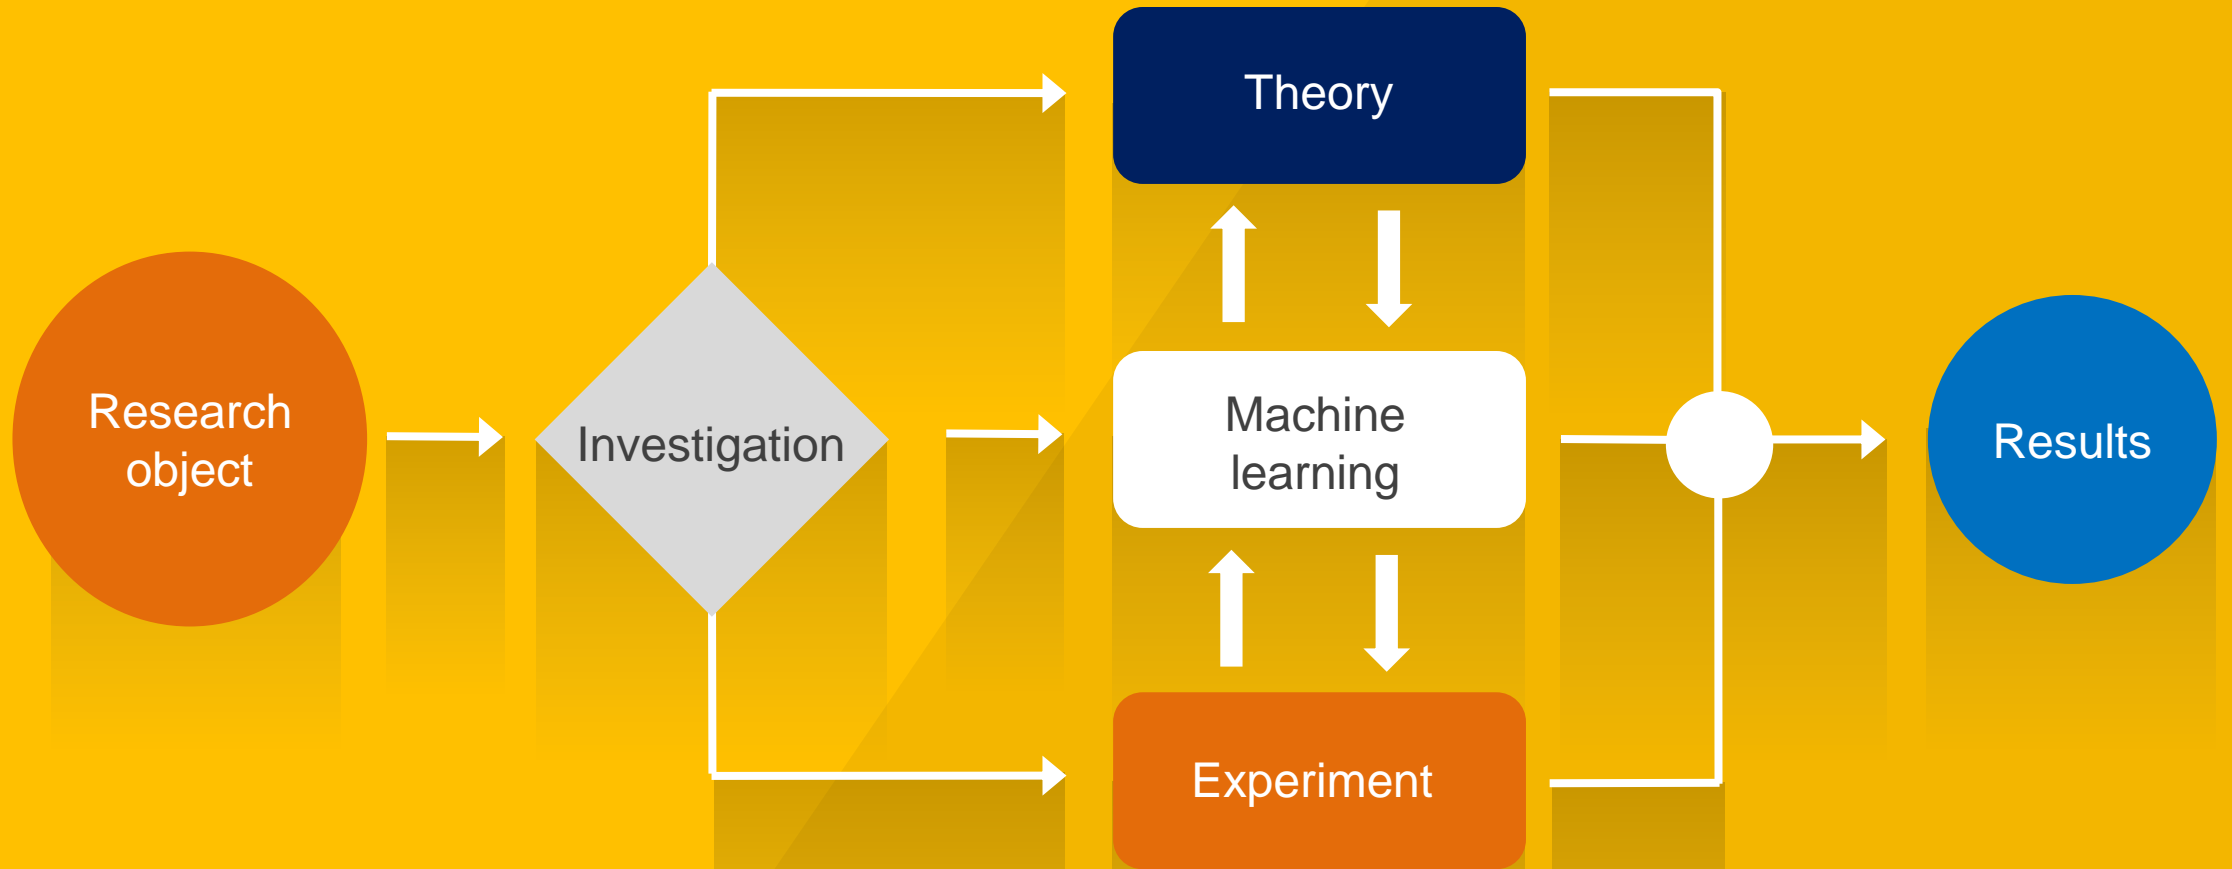 Theory
Research
object
Investigation
Machine
learning
Results
Experiment